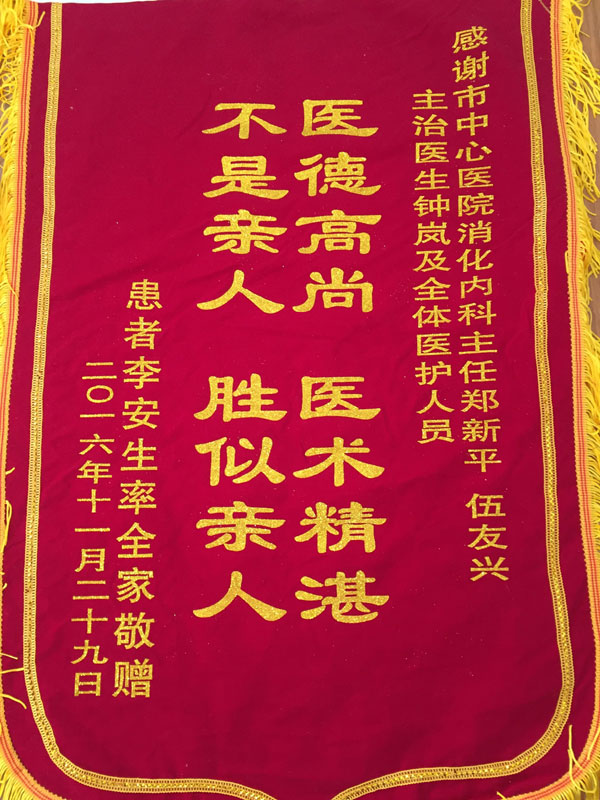 感谢市中心医院消化内科主任郑新平 伍友兴
主治医生钟岚及全体医护人员
医德高尚 医术精湛
不是亲人 胜似亲人
患者李安生率全家敬赠
二〇一六年十一月二十九日